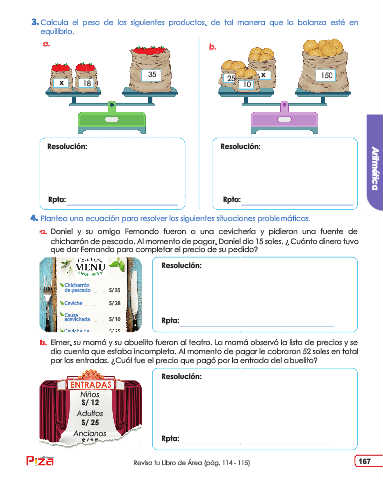 3. Calcula el peso de los siguientes productos, de tal manera que la balanza esté en
equilibrio.
a.
b.
x
18
35
25
x
10
150
Resolución:
Resolución:
Rpta:
Rpta:
Aritmética
4. Plantea una ecuación para resolver las siguientes situaciones problemáticas.
a. Daniel y su amigo Fernando fueron a una cevichería y pidieron una fuente de
chicharrón de pescado. Al momento de pagar, Daniel dio 15 soles. ¿Cuánto dinero tuvo
que dar Fernando para completar el precio de su pedido?
MENÚ
Chicharrón
de pescado
S/35
Ceviche
S/28
Causa
acevichada
S/10
Resolución:
Rpta:
b. Elmer, su mamá y su abuelito fueron al teatro. La mamá observó la lista de precios y se
dio cuenta que estaba incompleta. Al momento de pagar le cobraron 52 soles en total
por las entradas. ¿Cuál fue el precio que pagó por la entrada del abuelito?
ENTRADAS
Niños
S/ 12
Adultos
S/ 25
Ancianos
Resolución:
Rpta:
Piza
Revisa tu Libro de Área (pág. 114 - 115)
167